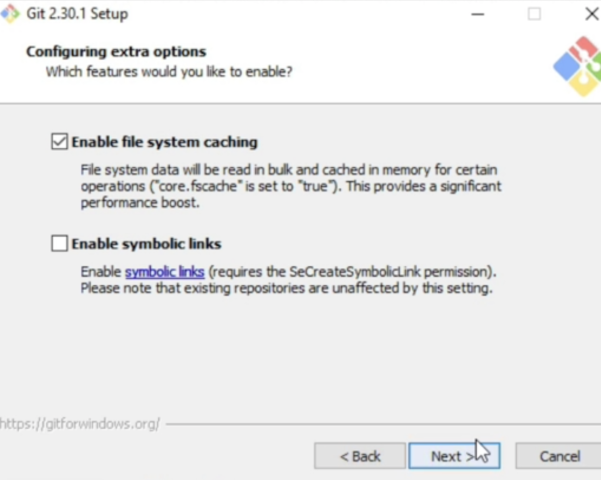 Git 2.30.1 Setup
Configuring extra options
Which features would you like to enable?
Enable file system caching
File system data will be read in bulk and cached in memory for certain
operations ("core.fscache" is set to "true"). This provides a significant
performance boost.
Enable symbolic links
Enable symbolic links (requires the SeCreateSymbolicLink permission).
Please note that existing repositories are unaffected by this setting.
https://gitforwindows.org/
< Back
Next >
Cancel